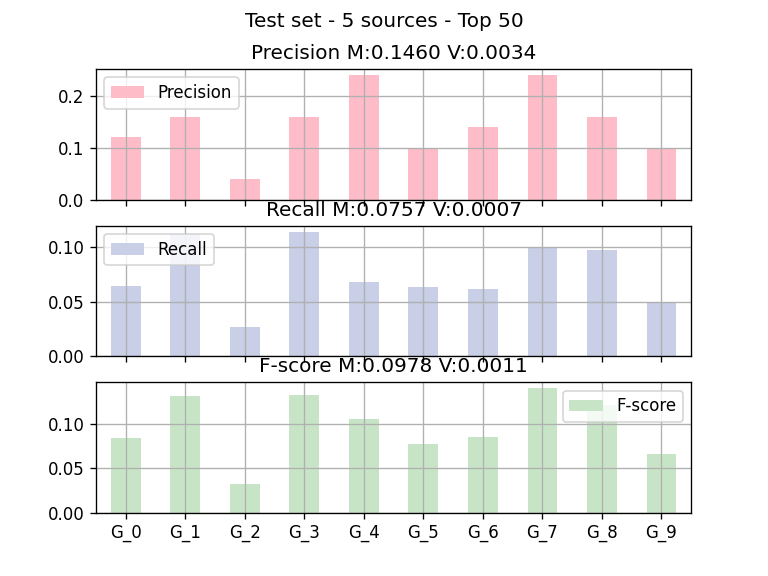 Test set - 5 sources - Top 50
Precision M:0.1460 V:0.0034
Precision
0.2
0.1
0.0
Recall M:0.0757 V:0.0007
Recall
0.10
0.05
0.00
F-score M:0.0978 V:0.0011
F-score
0.10
0.05
0.00
G_0 G_1 G_2 G_3 G_4 G_5 G_6 G_7 G_8 G_9